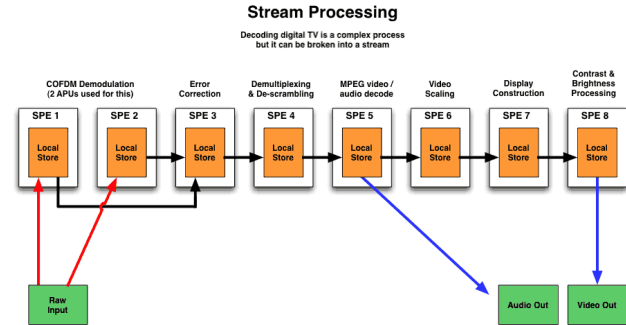 Stream Processing
Decoding digital TV is a complex process
but it can be broken into a stream
COFDM Demodulation
(2 APUs used for this)
Error
Correction
Demultiplexing
& De-scrambling
MPEG video /
audio decode
Video
Scaling
Display
Construction
Contrast &
Brightness
Processing
SPE 1
SPE 2
SPE 3
SPE 4
SPE 5
SPE 6
SPE 7
SPE 8
Local
Store
Local
Store
Local
Store
Local
Store
Local
Store
Local
Store
Local
Store
Local
Store
Raw
Input
Audio Out
Video Out